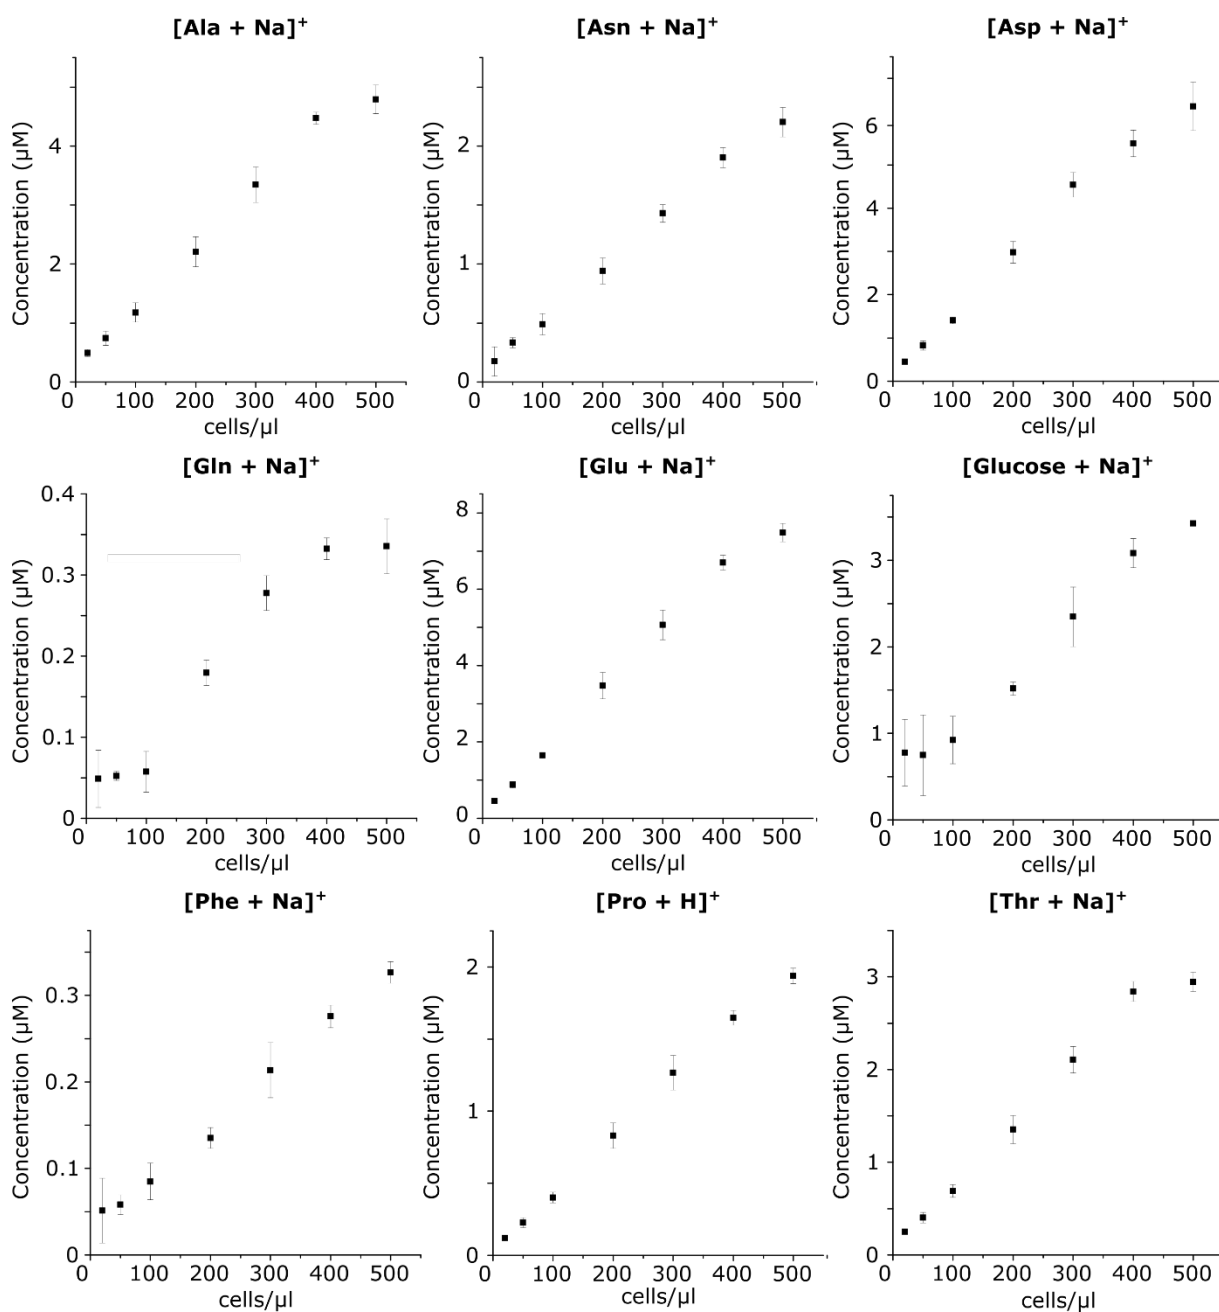 [Ala + Na]⁺
Concentration (µM)
4
2
0
0 100 200 300 400 500
cells/µl
[Asn + Na]⁺
Concentration (µM)
2
1
0
0 100 200 300 400 500
cells/µl
[Asp + Na]⁺
Concentration (µM)
6
4
2
0
0 100 200 300 400 500
cells/µl
[Gln + Na]⁺
Concentration (µM)
0.4
0.3
0.2
0.1
0
0 100 200 300 400 500
cells/µl
[Glu + Na]⁺
Concentration (µM)
8
6
4
2
0
0 100 200 300 400 500
cells/µl
[Glucose + Na]⁺
Concentration (µM)
3
2
1
0
0 100 200 300 400 500
cells/µl
[Phe + Na]⁺
Concentration (µM)
0.3
0.2
0.1
0
0 100 200 300 400 500
cells/µl
[Pro + H]⁺
Concentration (µM)
2
1
0
0 100 200 300 400 500
cells/µl
[Thr + Na]⁺
Concentration (µM)
3
2
1
0
0 100 200 300 400 500
cells/µl